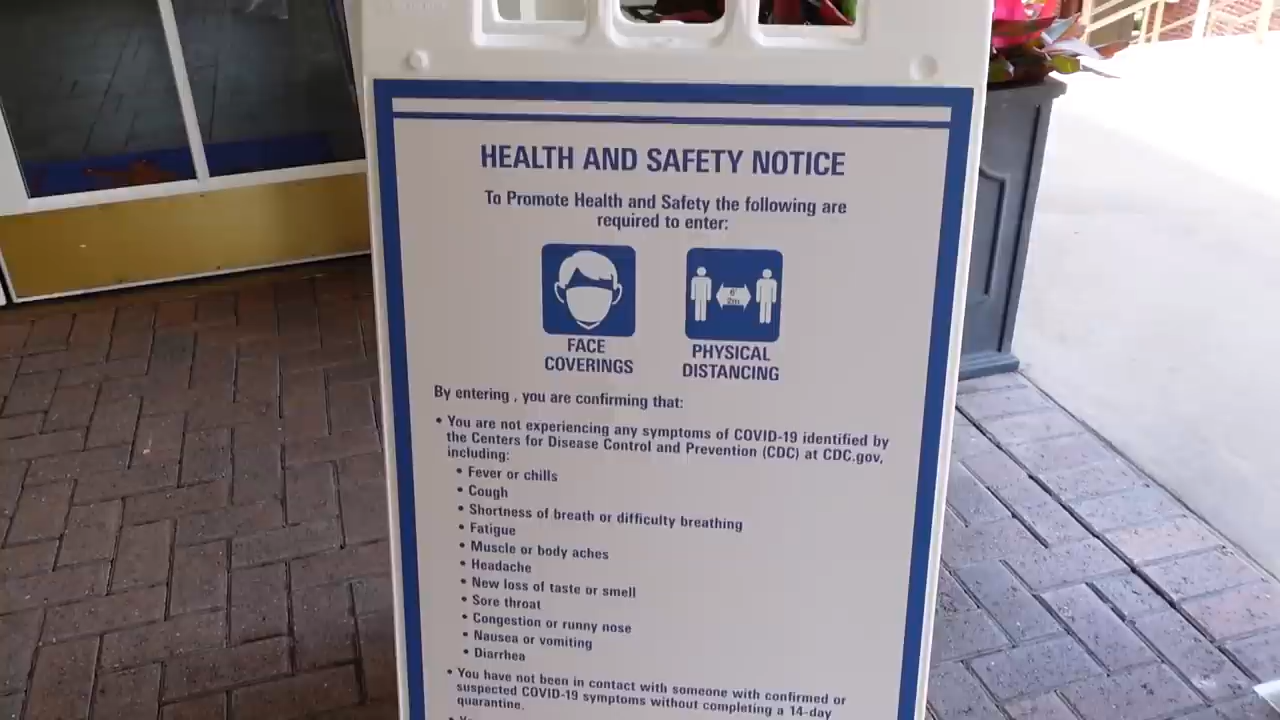 HEALTH AND SAFETY NOTICE
To Promote Health and Safety the following are
required to enter:
6'
2m
FACE
COVERINGS
PHYSICAL
DISTANCING
By entering , you are confirming that:
• You are not experiencing any symptoms of COVID-19 identified by
the Centers for Disease Control and Prevention (CDC) at CDC.gov,
including:
• Fever or chills
• Cough
• Shortness of breath or difficulty breathing
• Fatigue
• Muscle or body aches
• Headache
• New loss of taste or smell
• Sore throat
• Congestion or runny nose
• Nausea or vomiting
• Diarrhea
• You have not been in contact with someone with confirmed or
suspected COVID-19 symptoms without completing a 14-day
quarantine.